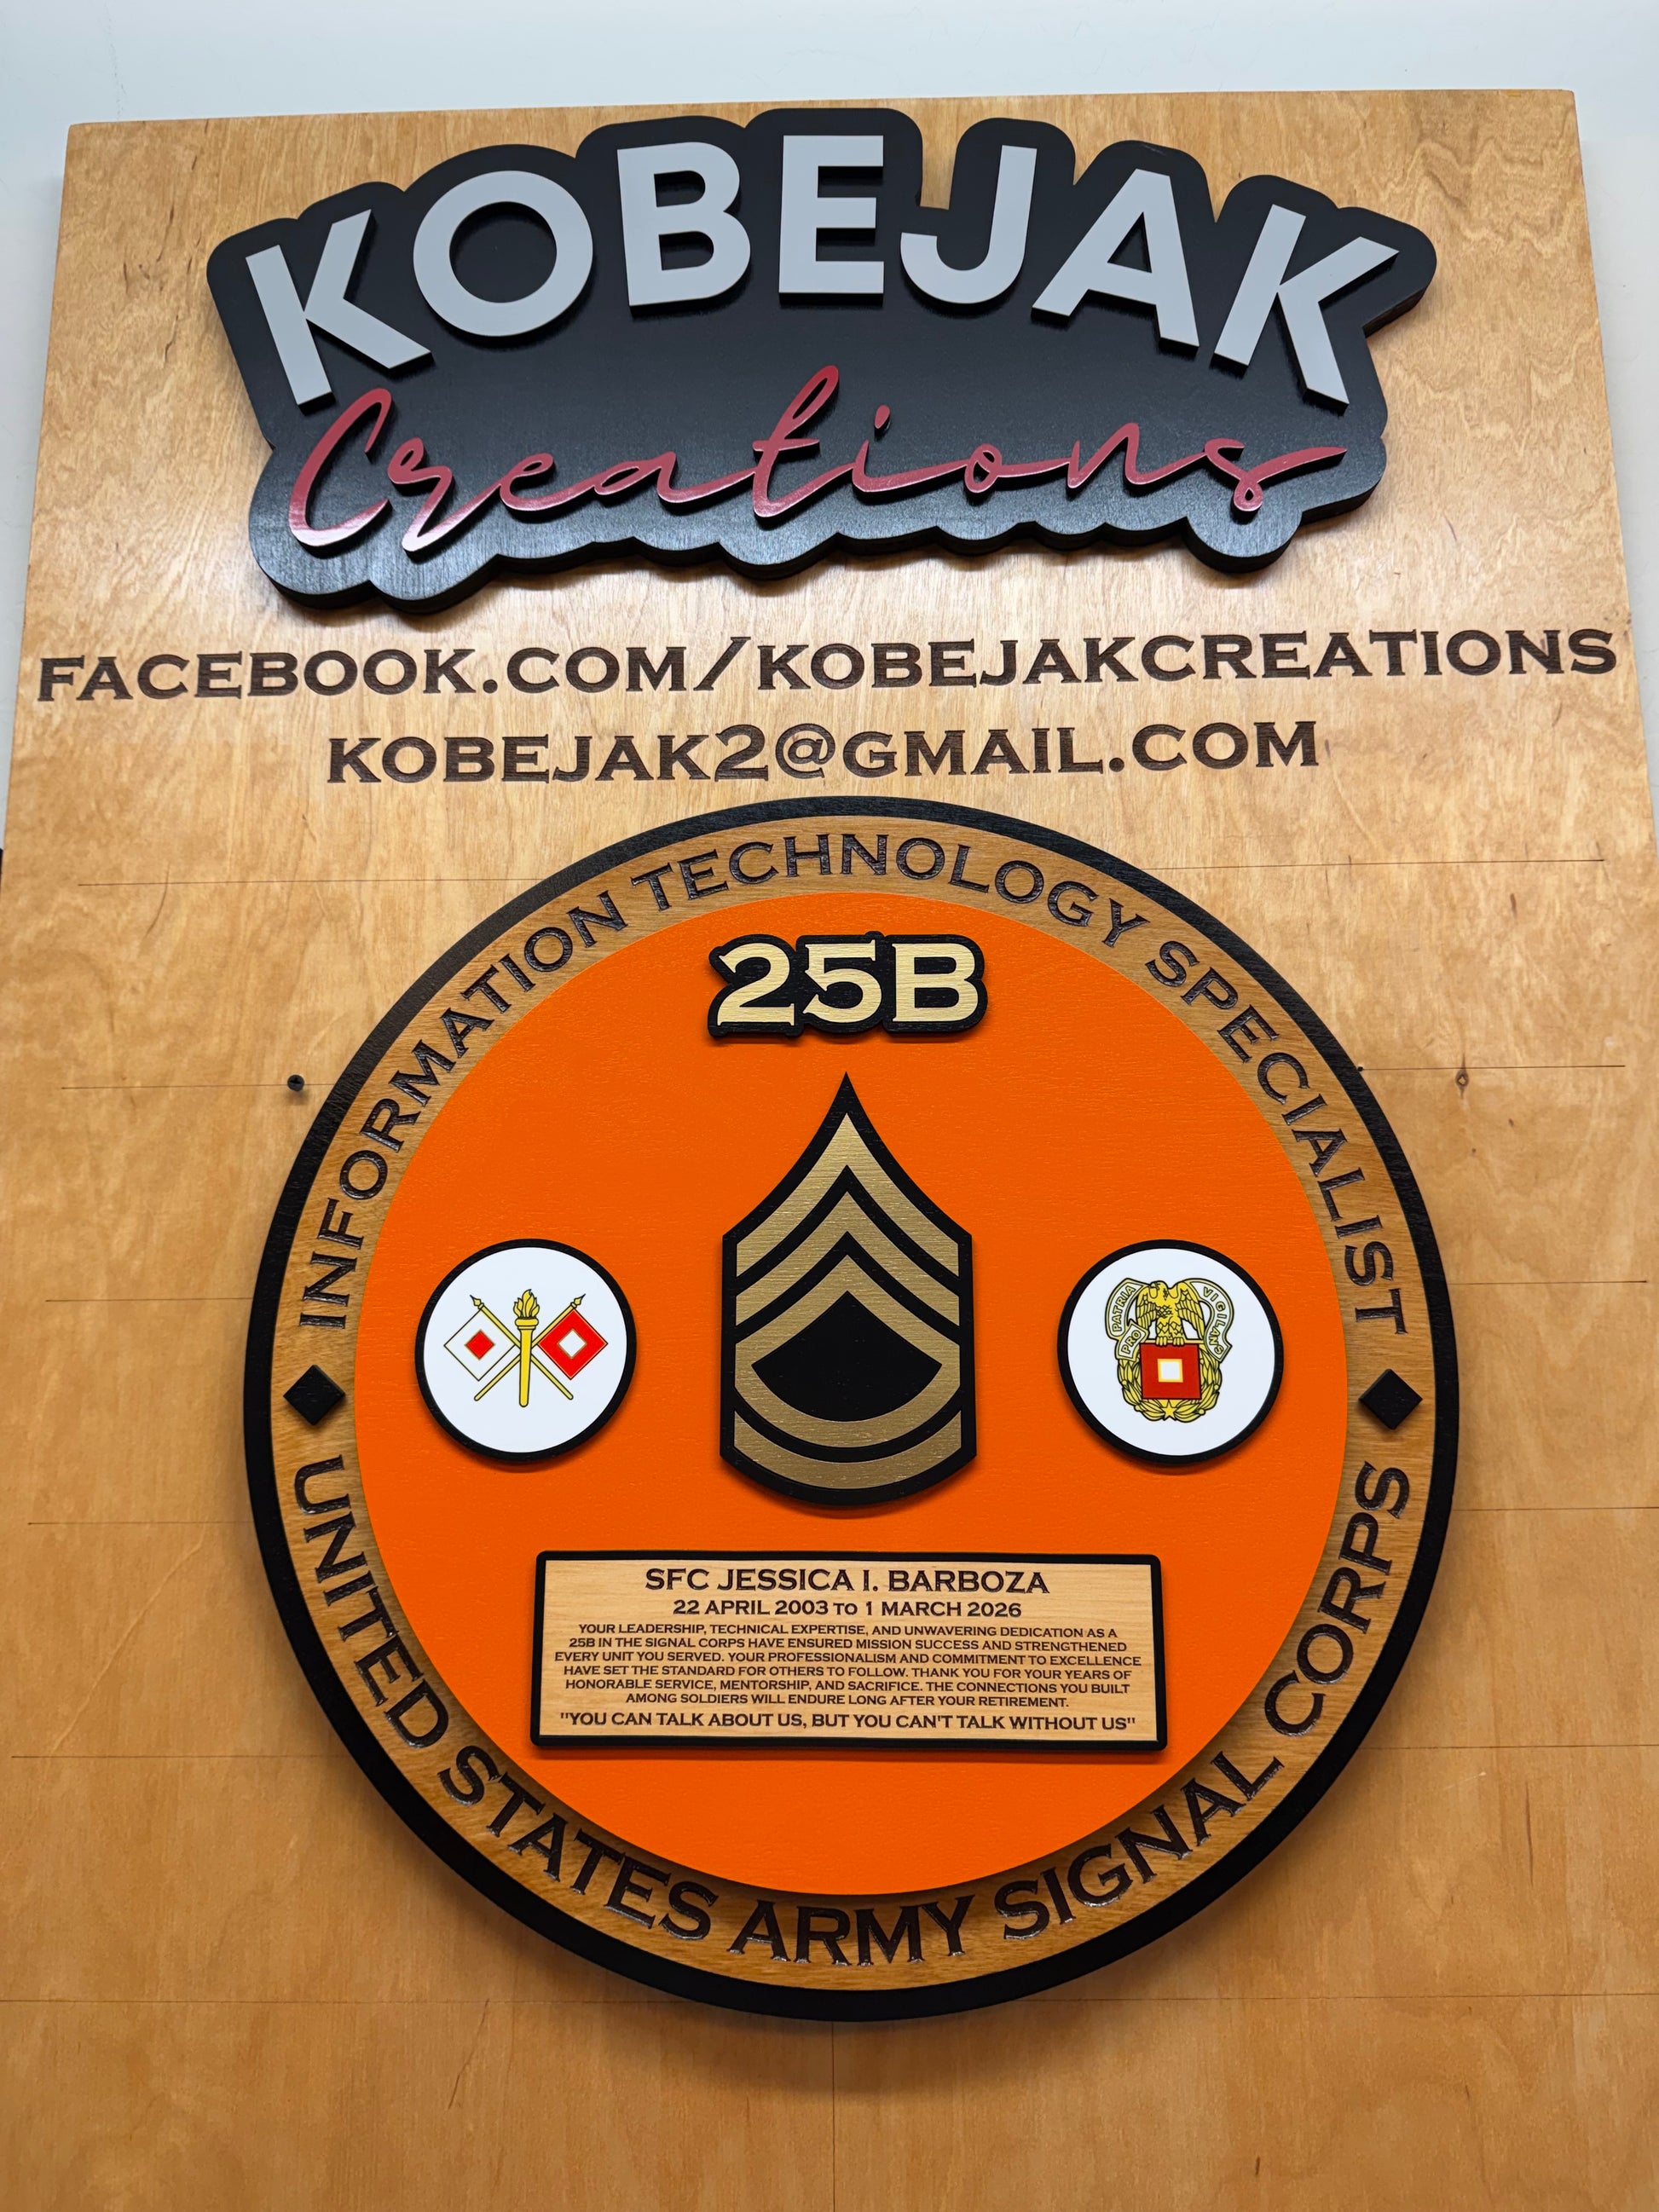 KOBEJAK
Creations
FACEBOOK.COM/KOBEJAKCREATIONS
KOBEJAK2@GMAIL.COM
INFORMATION TECHNOLOGY SPECIALIST
25B
PRO PATRIA VIGILANS
SFC JESSICA I. BARBOZA
22 APRIL 2003 TO 1 MARCH 2026
YOUR LEADERSHIP, TECHNICAL EXPERTISE, AND UNWAVERING DEDICATION AS A
25B IN THE SIGNAL CORPS HAVE ENSURED MISSION SUCCESS AND STRENGTHENED
EVERY UNIT YOU SERVED. YOUR PROFESSIONALISM AND COMMITMENT TO EXCELLENCE
HAVE SET THE STANDARD FOR OTHERS TO FOLLOW. THANK YOU FOR YOUR YEARS OF
HONORABLE SERVICE, MENTORSHIP, AND SACRIFICE. THE CONNECTIONS YOU BUILT
AMONG SOLDIERS WILL ENDURE LONG AFTER YOUR RETIREMENT.
"YOU CAN TALK ABOUT US, BUT YOU CAN'T TALK WITHOUT US"
UNITED STATES ARMY SIGNAL CORPS